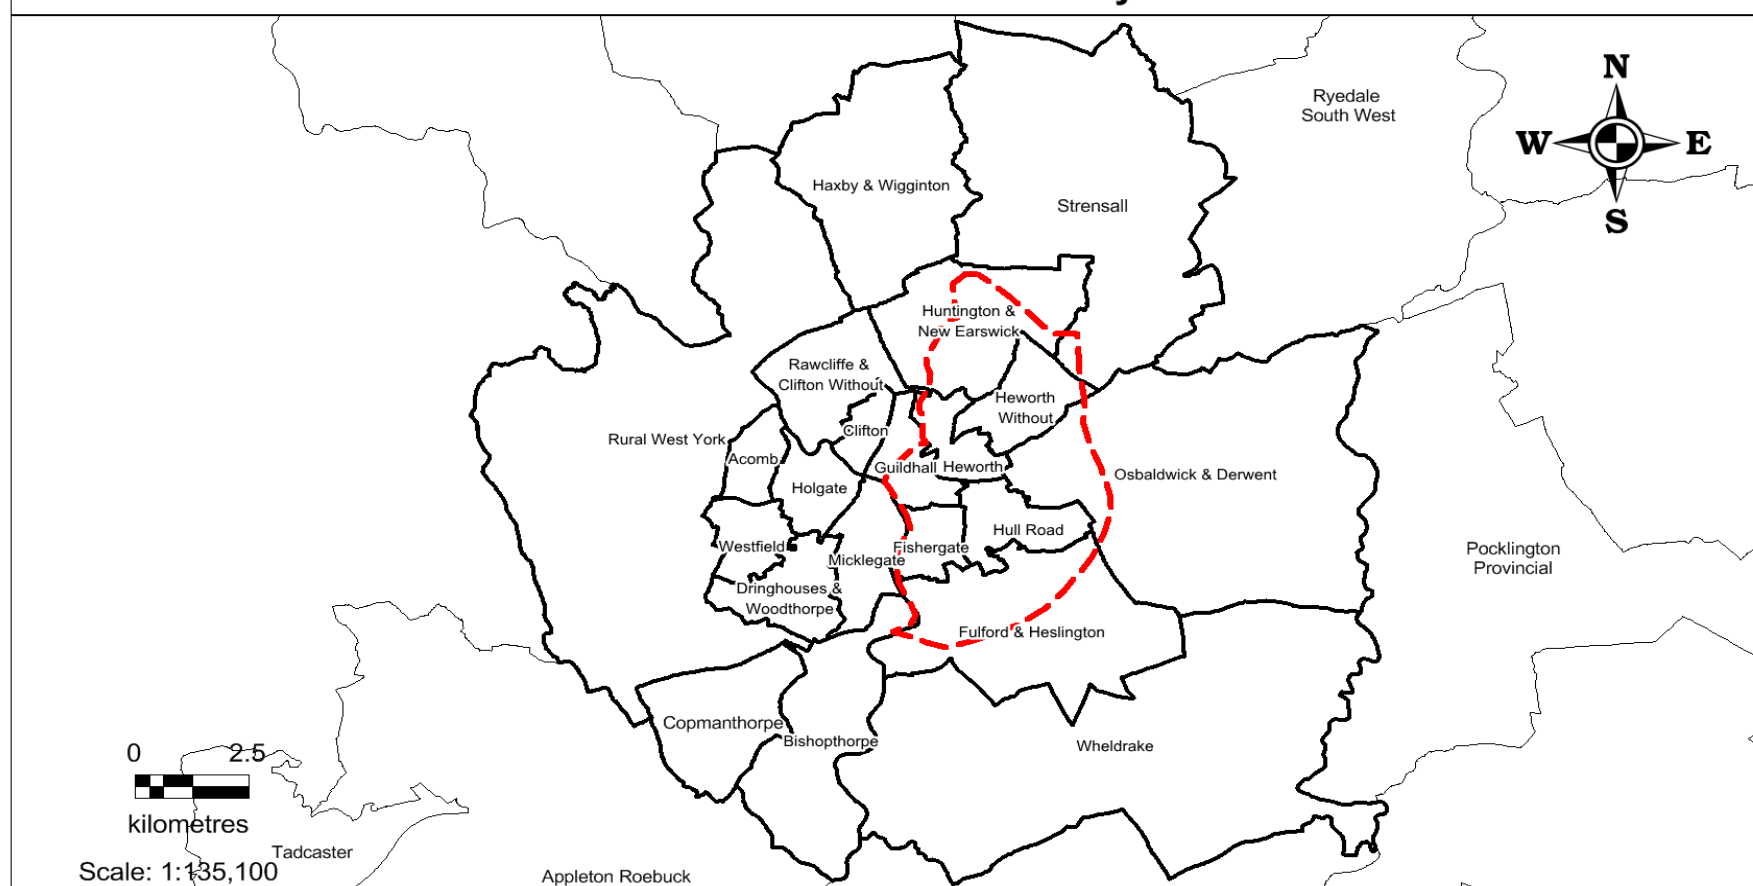 N
Ryedale
South West
W
E
S
Haxby & Wigginton
Strensall
Huntington &
New Earswick
Rawcliffe &
Clifton Without
Heworth
Without
Clifton
Rural West York
Acomb
Guildhall
Heworth
Osbaldwick & Derwent
Holgate
Hull Road
Westfield
Fishergate
Micklegate
Pocklington
Provincial
Dringhouses &
Woodthorpe
Fulford & Heslington
Copmanthorpe
Bishopthorpe
Wheldrake
0
2.5
kilometres
Tadcaster
Scale: 1:135,100
Appleton Roebuck